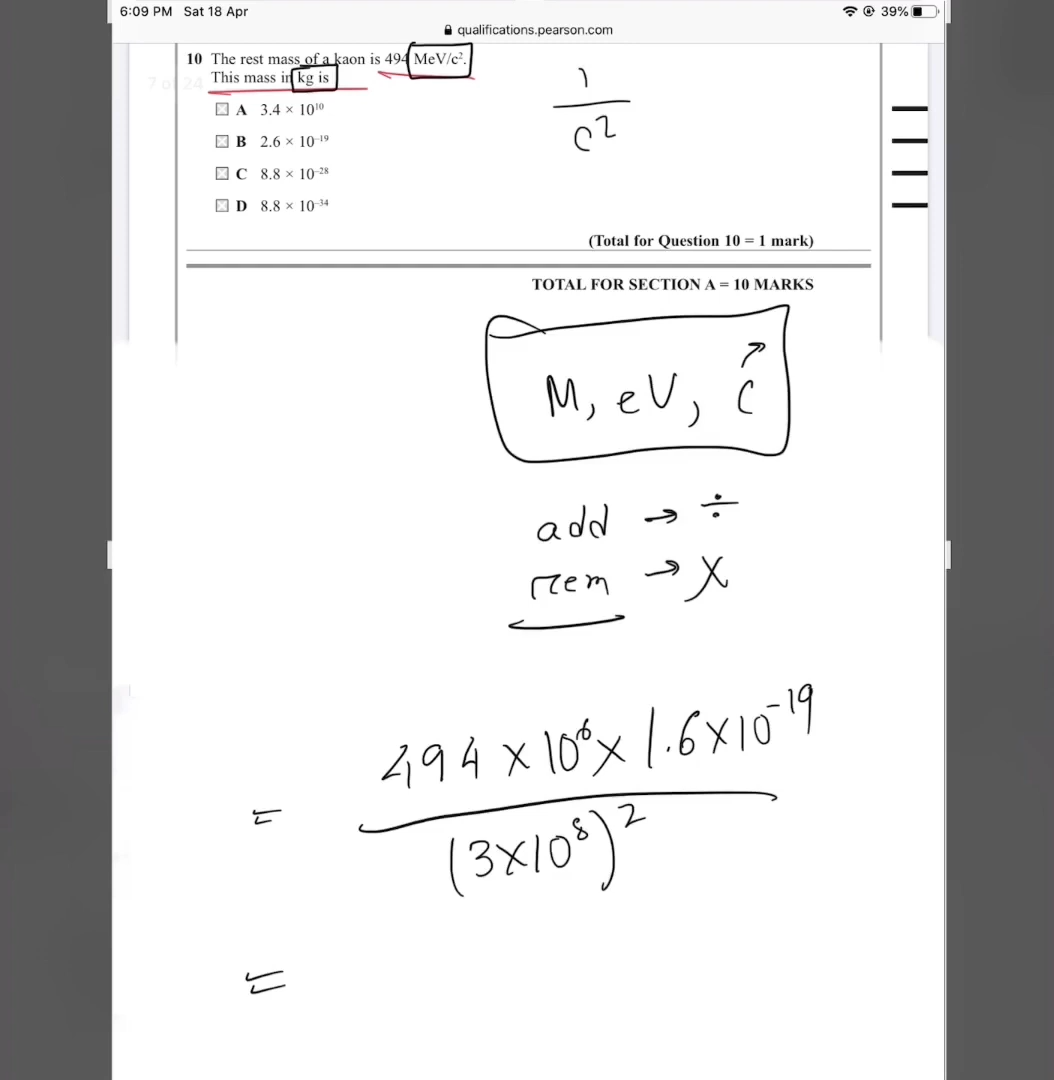 6:09 PM Sat 18 Apr 39%
qualifications.pearson.com
7 of 24
10 The rest mass of a kaon is 494 MeV/c².
This mass in kg is
A 3.4 × 10¹⁰
B 2.6 × 10⁻¹⁹
C 8.8 × 10⁻²⁸
D 8.8 × 10⁻³⁴
1
c²
(Total for Question 10 = 1 mark)
TOTAL FOR SECTION A = 10 MARKS
M, eV, C
add → ÷
rem → X
494 × 10⁶ × 1.6 × 10⁻¹⁹
=
(3×10⁸)²
=